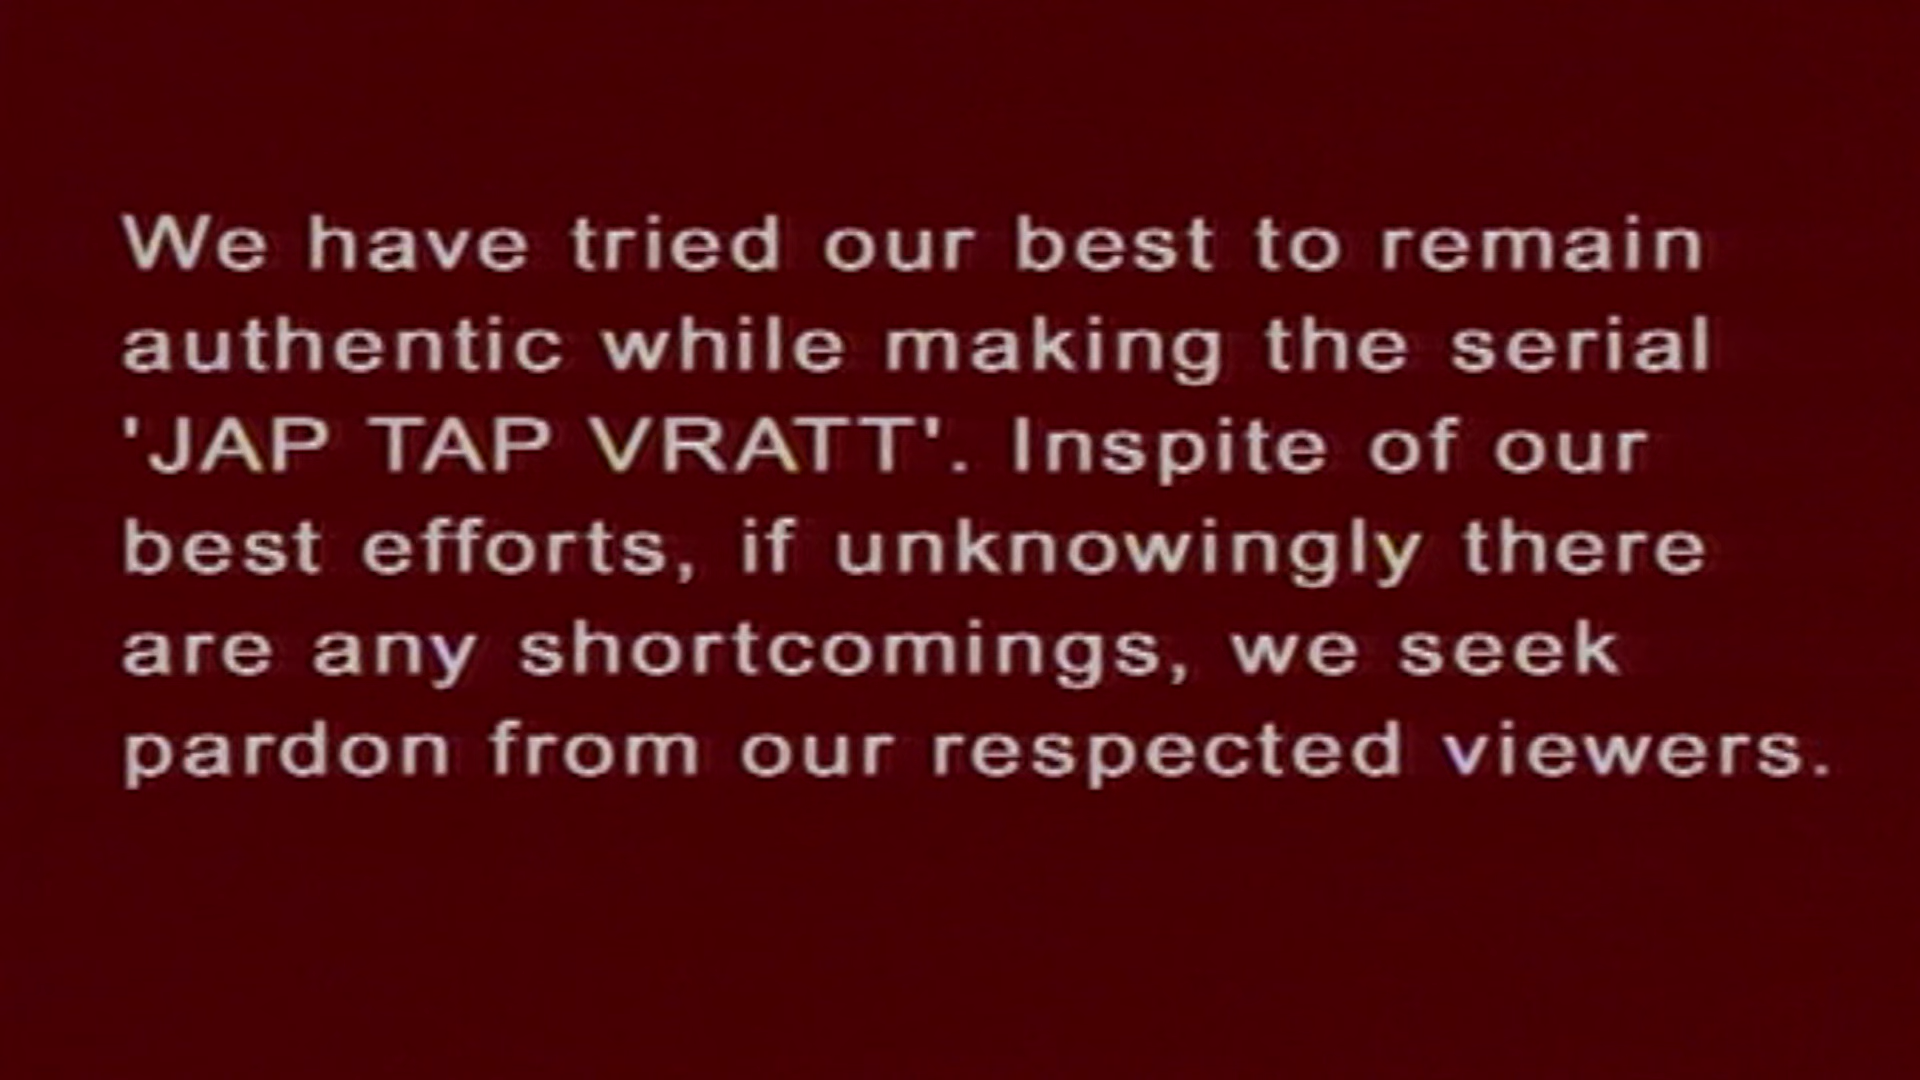 We have tried our best to remain
authentic while making the serial
'JAP TAP VRATT'. Inspite of our
best efforts, if unknowingly there
are any shortcomings, we seek
pardon from our respected viewers.